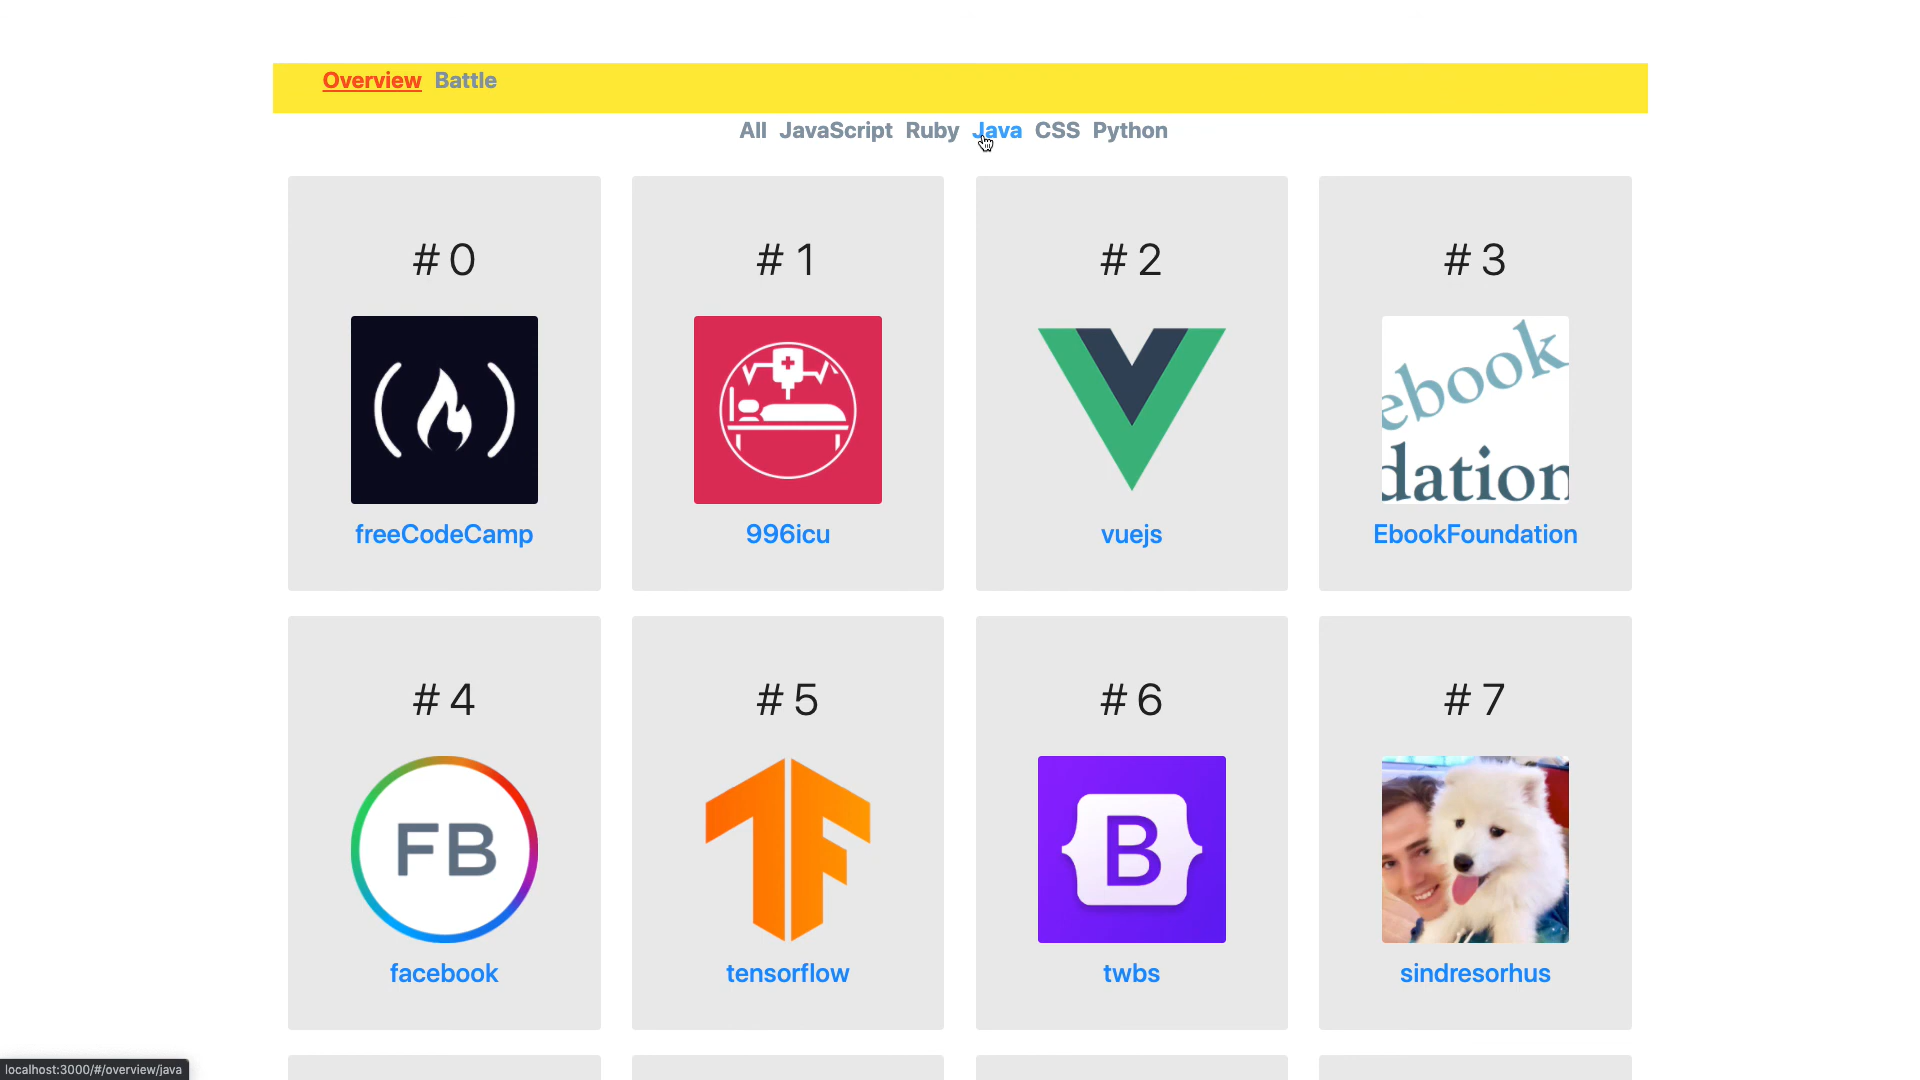 Overview Battle
All JavaScript Ruby Java CSS Python
# 0
# 1
# 2
# 3
ebook
dation
freeCodeCamp
996icu
vuejs
EbookFoundation
# 4
# 5
# 6
# 7
FB
B
facebook
tensorflow
twbs
sindresorhus
localhost:3000/#/overview/java